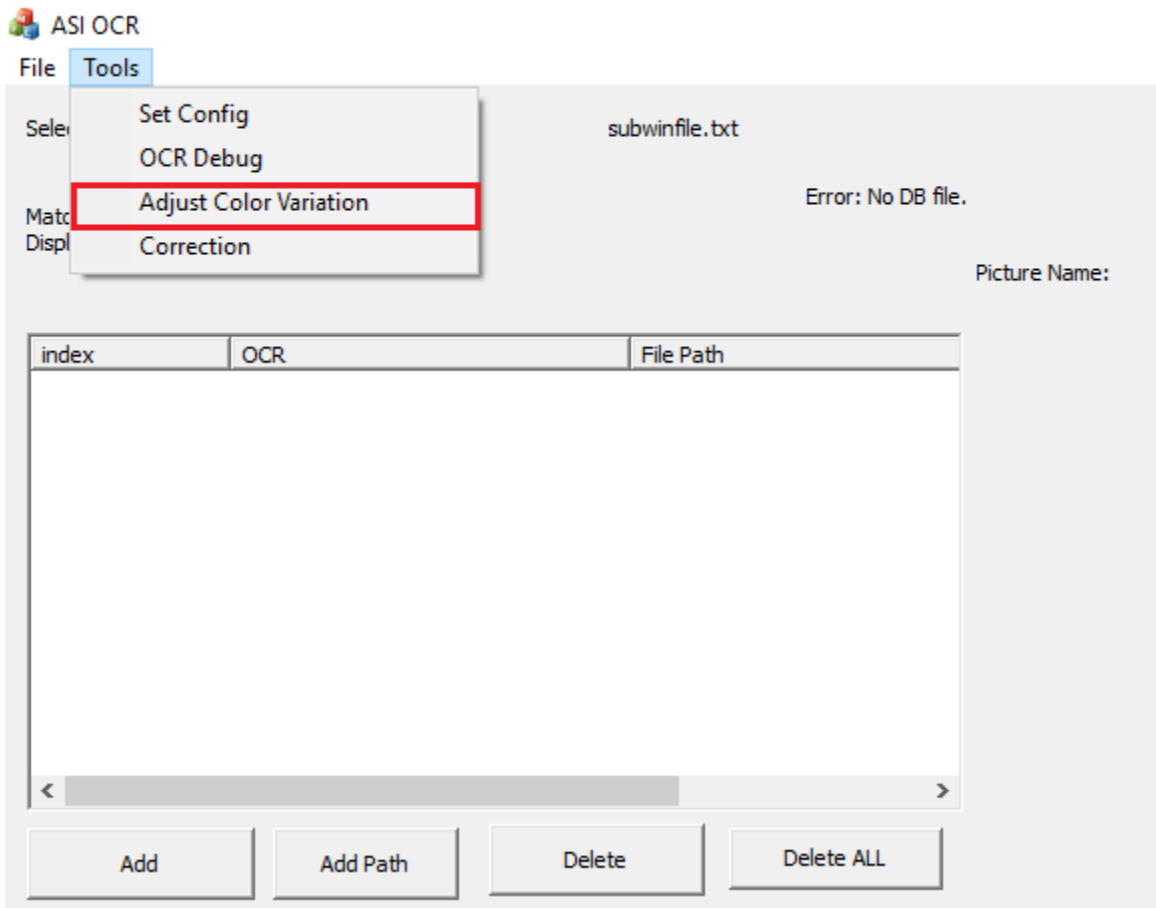 ASI OCR
File Tools
Set Config
subwinfile.txt
OCR Debug
Adjust Color Variation
Error: No DB file.
Correction
Picture Name:
index OCR File Path
Add Add Path Delete Delete ALL